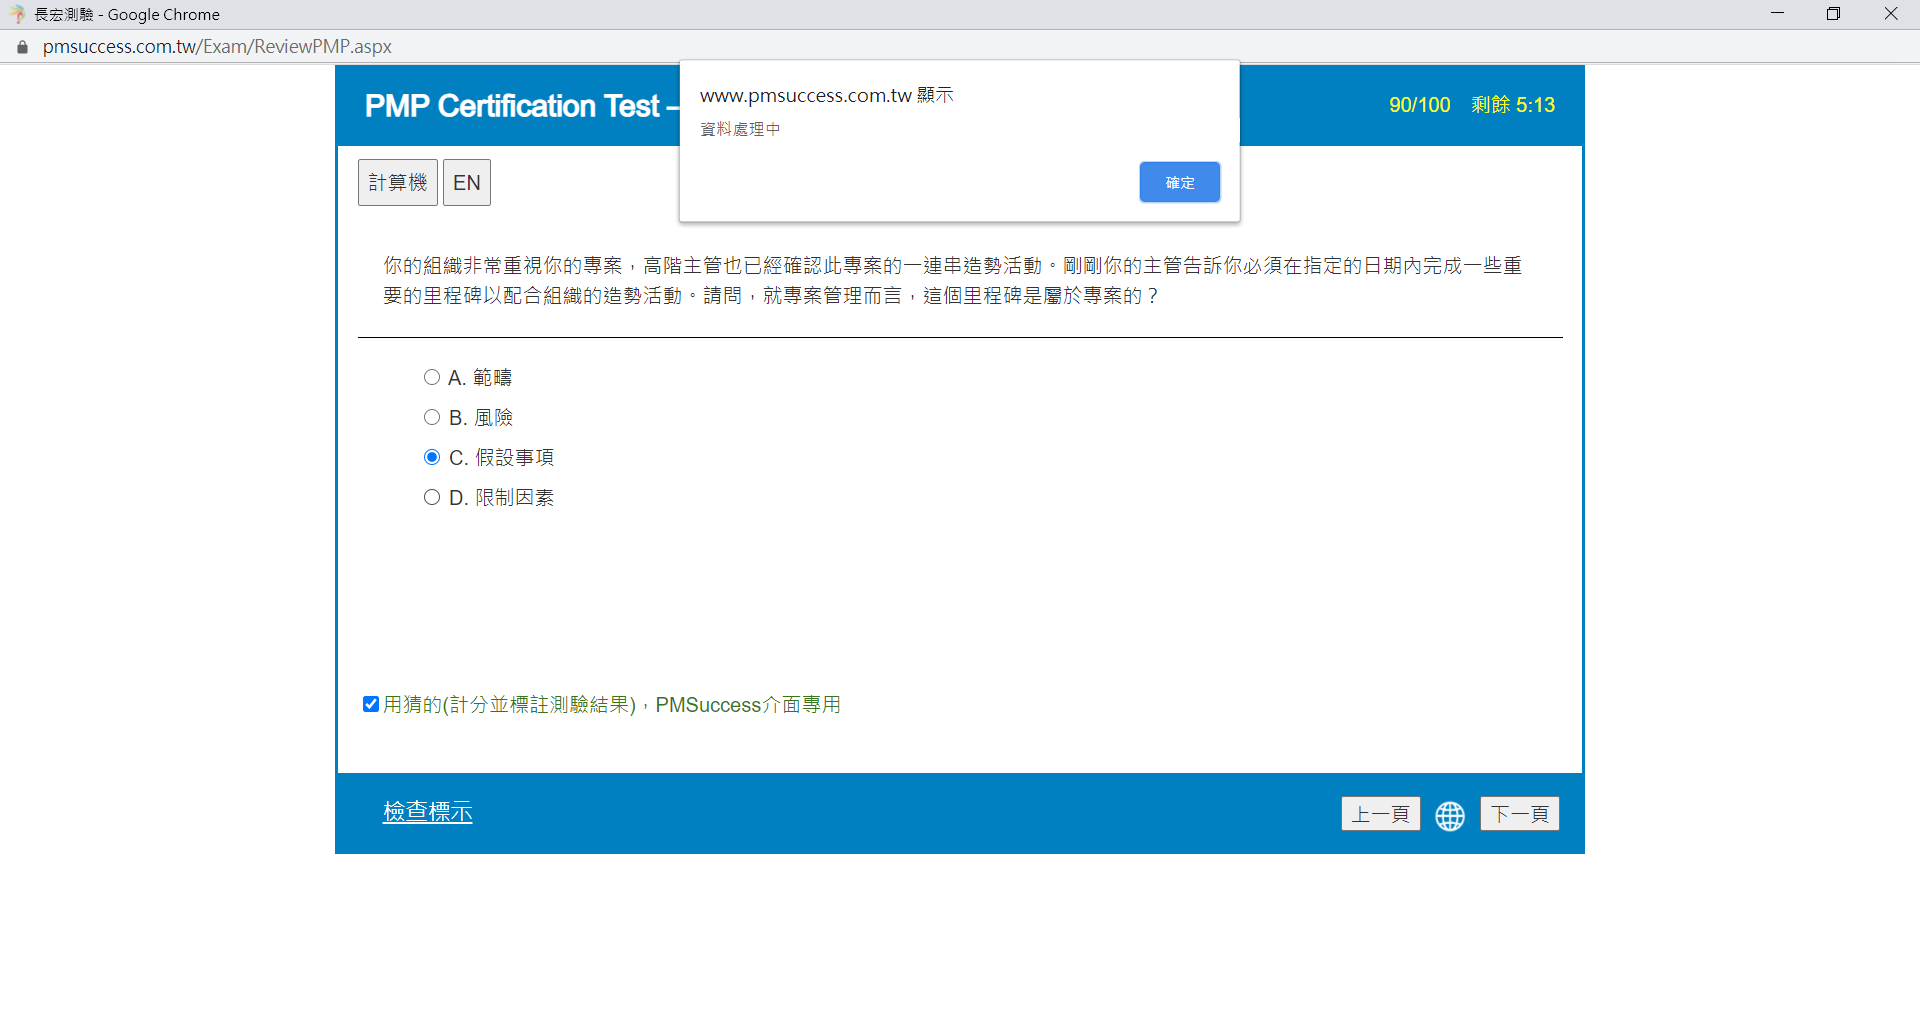 長宏測驗 - Google Chrome
pmsuccess.com.tw/Exam/ReviewPMP.aspx
PMP Certification Test –
www.pmsuccess.com.tw 顯示
資料處理中
確定
90/100 剩餘 5:13
計算機 EN
你的組織非常重視你的專案，高階主管也已經確認此專案的一連串造勢活動。剛剛你的主管告訴你必須在指定的日期內完成一些重
要的里程碑以配合組織的造勢活動。請問，就專案管理而言，這個里程碑是屬於專案的？
A. 範疇
B. 風險
C. 假設事項
D. 限制因素
用猜的(計分並標註測驗結果)，PMSuccess介面專用
檢查標示
上一頁 下一頁